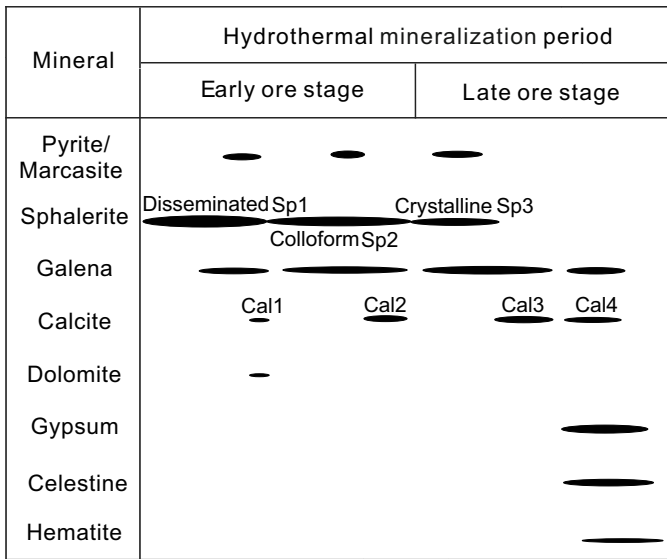 Mineral
Hydrothermal mineralization period
Early ore stage
Late ore stage
Pyrite/
Marcasite
Sphalerite
Disseminated Sp1
Crystalline Sp3
Colloform Sp2
Galena
Calcite
Cal1
Cal2
Cal3
Cal4
Dolomite
Gypsum
Celestine
Hematite